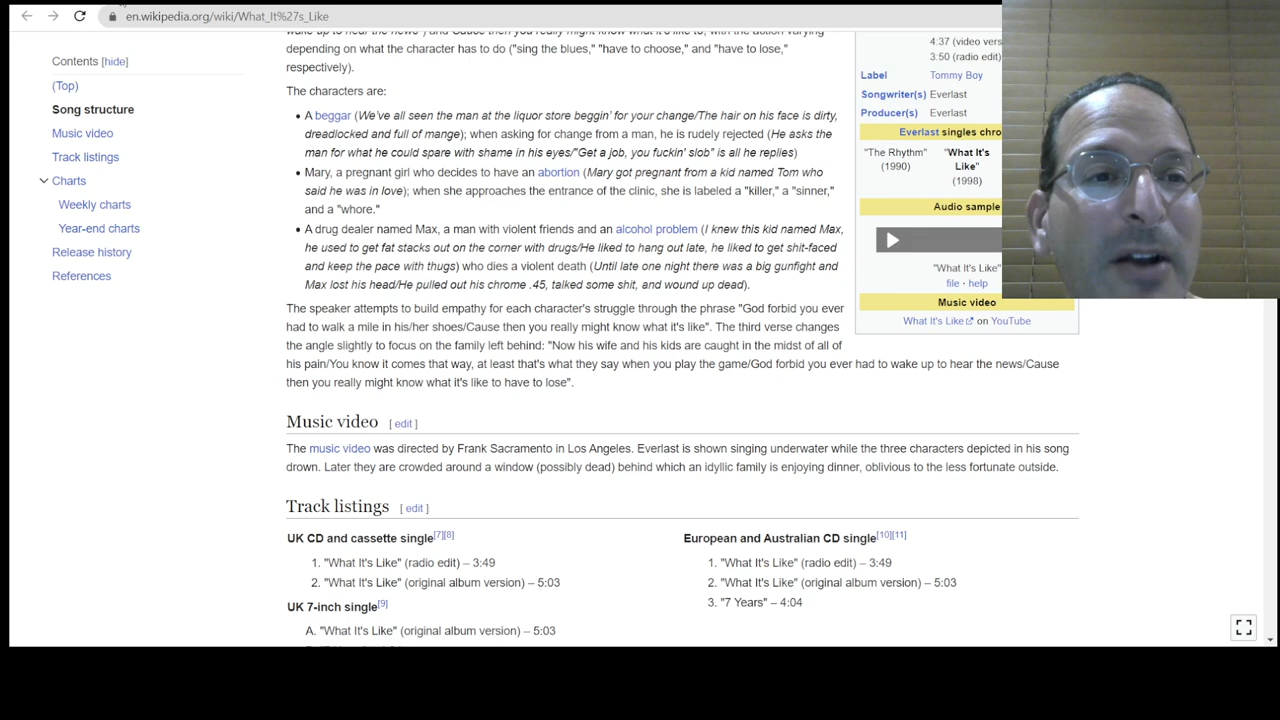 en.wikipedia.org/wiki/What_It%27s_Like
wake up to hear the news") and Cause then you really might know what it's like to, with the action varying
depending on what the character has to do ("sing the blues," "have to choose," and "have to lose,"
respectively).
The characters are:
• A beggar (We've all seen the man at the liquor store beggin' for your change/The hair on his face is dirty,
dreadlocked and full of mange); when asking for change from a man, he is rudely rejected (He asks the
man for what he could spare with shame in his eyes/"Get a job, you fuckin' slob" is all he replies)
• Mary, a pregnant girl who decides to have an abortion (Mary got pregnant from a kid named Tom who
said he was in love); when she approaches the entrance of the clinic, she is labeled a "killer," a "sinner,"
and a "whore."
• A drug dealer named Max, a man with violent friends and an alcohol problem (I knew this kid named Max,
he used to get fat stacks out on the corner with drugs/He liked to hang out late, he liked to get shit-faced
and keep the pace with thugs) who dies a violent death (Until late one night there was a big gunfight and
Max lost his head/He pulled out his chrome .45, talked some shit, and wound up dead).
The speaker attempts to build empathy for each character's struggle through the phrase "God forbid you ever
had to walk a mile in his/her shoes/Cause then you really might know what it's like". The third verse changes
the angle slightly to focus on the family left behind: "Now his wife and his kids are caught in the midst of all of
his pain/You know it comes that way, at least that's what they say when you play the game/God forbid you ever had to wake up to hear the news/Cause
then you really might know what it's like to have to lose".
Music video [ edit ]
The music video was directed by Frank Sacramento in Los Angeles. Everlast is shown singing underwater while the three characters depicted in his song
drown. Later they are crowded around a window (possibly dead) behind which an idyllic family is enjoying dinner, oblivious to the less fortunate outside.
Track listings [ edit ]
UK CD and cassette single[7][8]
1. "What It's Like" (radio edit) – 3:49
2. "What It's Like" (original album version) – 5:03
UK 7-inch single[9]
A. "What It's Like" (original album version) – 5:03
European and Australian CD single[10][11]
1. "What It's Like" (radio edit) – 3:49
2. "What It's Like" (original album version) – 5:03
3. "7 Years" – 4:04
Contents [hide]
(Top)
Song structure
Music video
Track listings
Charts
Weekly charts
Year-end charts
Release history
References
4:37 (video vers
3:50 (radio edit)
Label Tommy Boy
Songwriter(s) Everlast
Producer(s) Everlast
Everlast singles chro
"The Rhythm" "What It's
(1990) Like"
(1998)
Audio sample
"What It's Like"
file · help
Music video
What It's Like on YouTube